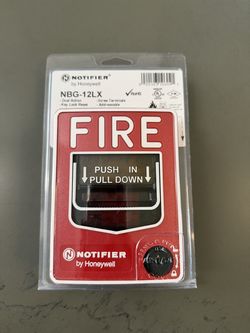 NOTIFIER
by Honeywell
NBG-12LX
RoHS
- Dual Action
- Screw Terminals
- Key Lock Reset
- Addressable
FIRE
PUSH IN
PULL DOWN
NOTIFIER
by Honeywell